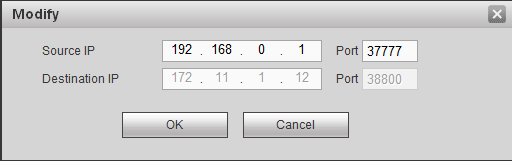 Modify
Source IP 192 . 168 . 0 . 1 Port 37777
Destination IP 172 . 11 . 1 . 12 Port 38800
OK Cancel